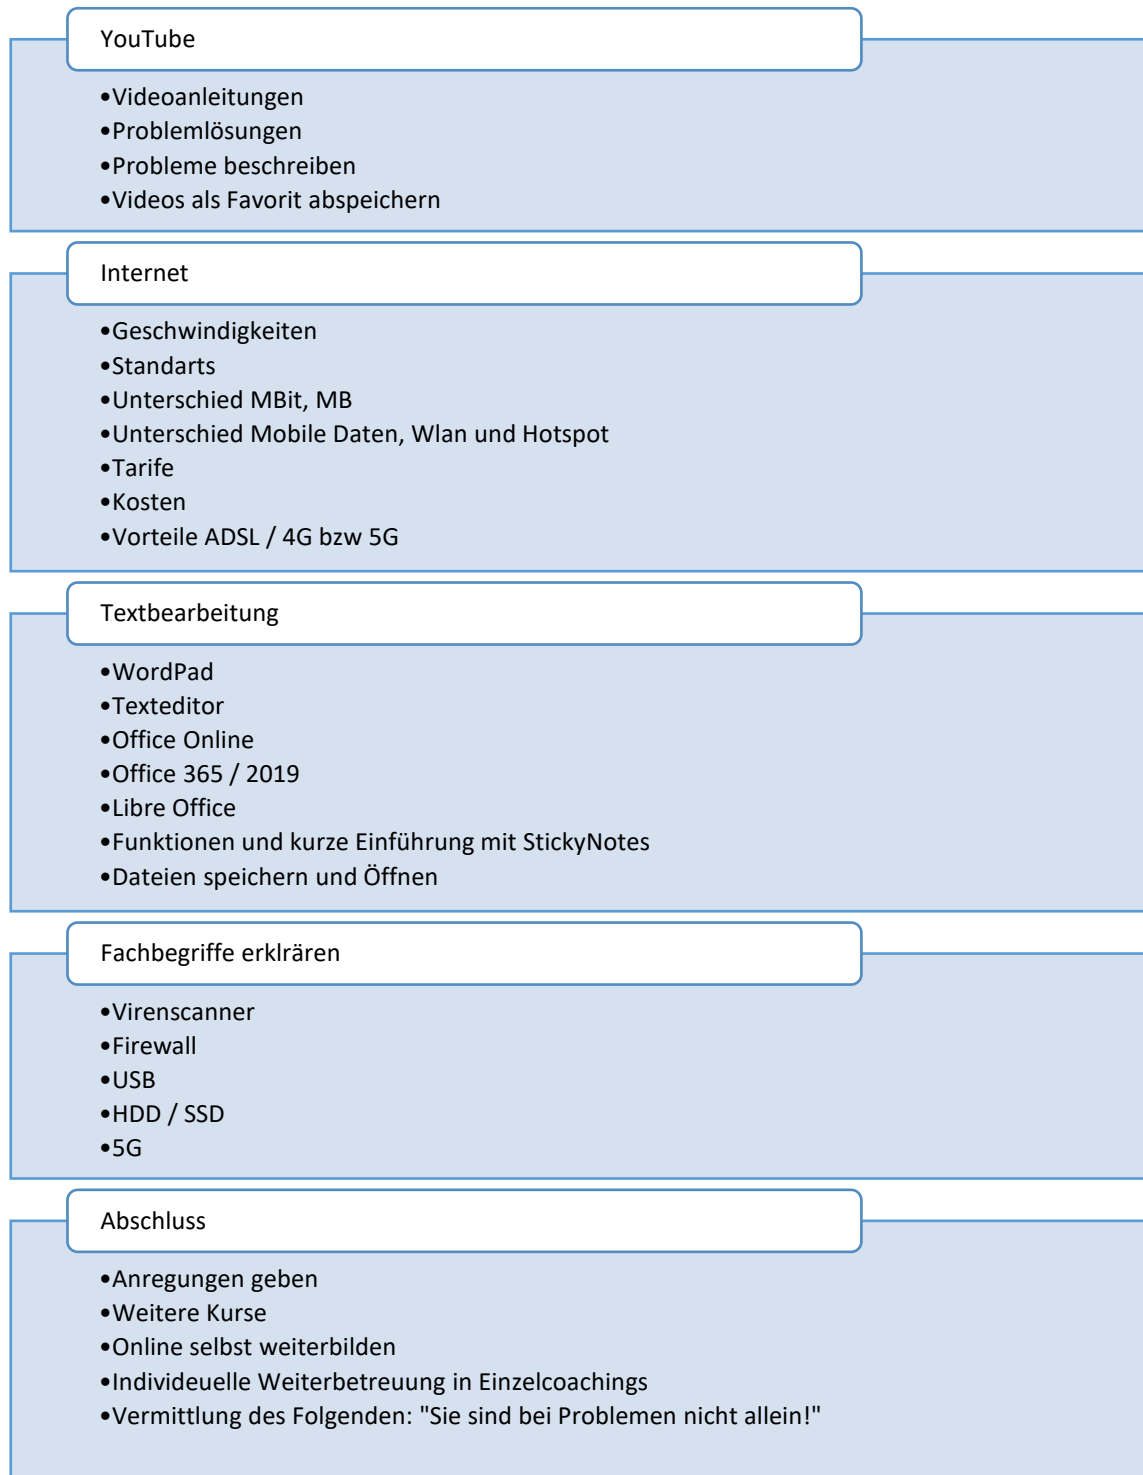 YouTube
•Videoanleitungen
•Problemlösungen
•Probleme beschreiben
•Videos als Favorit abspeichern
Internet
•Geschwindigkeiten
•Standarts
•Unterschied MBit, MB
•Unterschied Mobile Daten, Wlan und Hotspot
•Tarife
•Kosten
•Vorteile ADSL / 4G bzw 5G
Textbearbeitung
•WordPad
•Texteditor
•Office Online
•Office 365 / 2019
•Libre Office
•Funktionen und kurze Einführung mit StickyNotes
•Dateien speichern und Öffnen
Fachbegriffe erklrären
•Virenscanner
•Firewall
•USB
•HDD / SSD
•5G
Abschluss
•Anregungen geben
•Weitere Kurse
•Online selbst weiterbilden
•Individeuelle Weiterbetreuung in Einzelcoachings
•Vermittlung des Folgenden: "Sie sind bei Problemen nicht allein!"